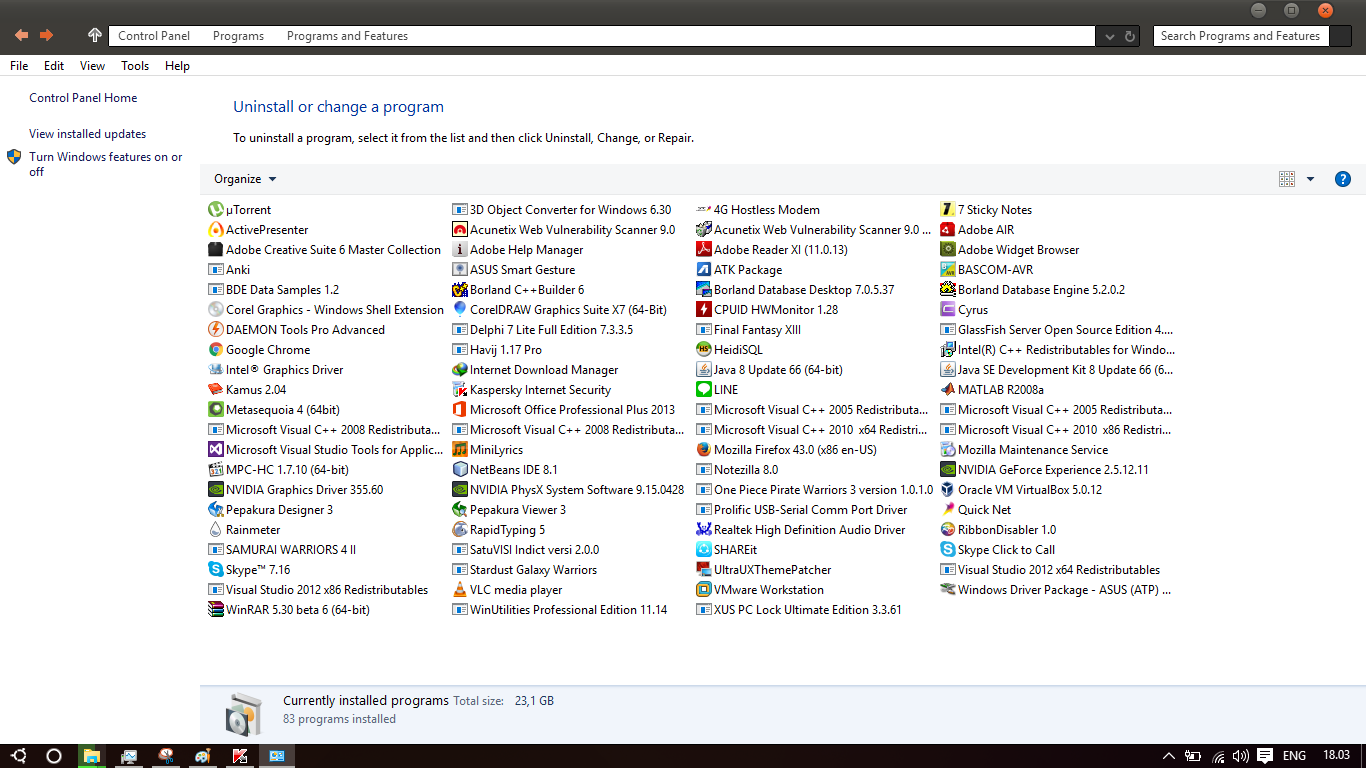 Control Panel Programs Programs and Features Search Programs and Features
File Edit View Tools Help
Control Panel Home
View installed updates
Turn Windows features on or
off
Uninstall or change a program
To uninstall a program, select it from the list and then click Uninstall, Change, or Repair.
Organize
µTorrent 3D Object Converter for Windows 6.30 4G Hostless Modem 7 Sticky Notes
ActivePresenter Acunetix Web Vulnerability Scanner 9.0 Acunetix Web Vulnerability Scanner 9.0 ... Adobe AIR
Adobe Creative Suite 6 Master Collection Adobe Help Manager Adobe Reader XI (11.0.13) Adobe Widget Browser
Anki ASUS Smart Gesture ATK Package BASCOM-AVR
BDE Data Samples 1.2 Borland C++Builder 6 Borland Database Desktop 7.0.5.37 Borland Database Engine 5.2.0.2
Corel Graphics - Windows Shell Extension CorelDRAW Graphics Suite X7 (64-Bit) CPUID HWMonitor 1.28 Cyrus
DAEMON Tools Pro Advanced Delphi 7 Lite Full Edition 7.3.3.5 Final Fantasy XIII GlassFish Server Open Source Edition 4....
Google Chrome Havij 1.17 Pro HeidiSQL Intel(R) C++ Redistributables for Windo...
Intel® Graphics Driver Internet Download Manager Java 8 Update 66 (64-bit) Java SE Development Kit 8 Update 66 (6...
Kamus 2.04 Kaspersky Internet Security LINE MATLAB R2008a
Metasequoia 4 (64bit) Microsoft Office Professional Plus 2013 Microsoft Visual C++ 2005 Redistributa... Microsoft Visual C++ 2005 Redistributa...
Microsoft Visual C++ 2008 Redistributa... Microsoft Visual C++ 2008 Redistributa... Microsoft Visual C++ 2010 x64 Redistri... Microsoft Visual C++ 2010 x86 Redistri...
Microsoft Visual Studio Tools for Applic... MiniLyrics Mozilla Firefox 43.0 (x86 en-US) Mozilla Maintenance Service
MPC-HC 1.7.10 (64-bit) NetBeans IDE 8.1 Notezilla 8.0 NVIDIA GeForce Experience 2.5.12.11
NVIDIA Graphics Driver 355.60 NVIDIA PhysX System Software 9.15.0428 One Piece Pirate Warriors 3 version 1.0.1.0 Oracle VM VirtualBox 5.0.12
Pepakura Designer 3 Pepakura Viewer 3 Prolific USB-Serial Comm Port Driver Quick Net
Rainmeter RapidTyping 5 Realtek High Definition Audio Driver RibbonDisabler 1.0
SAMURAI WARRIORS 4 II SatuVISI Indict versi 2.0.0 SHAREit Skype Click to Call
Skype™ 7.16 Stardust Galaxy Warriors UltraUXThemePatcher Visual Studio 2012 x64 Redistributables
Visual Studio 2012 x86 Redistributables VLC media player VMware Workstation Windows Driver Package - ASUS (ATP) ...
WinRAR 5.30 beta 6 (64-bit) WinUtilities Professional Edition 11.14 XUS PC Lock Ultimate Edition 3.3.61
Currently installed programs Total size: 23,1 GB
83 programs installed
ENG 18.03